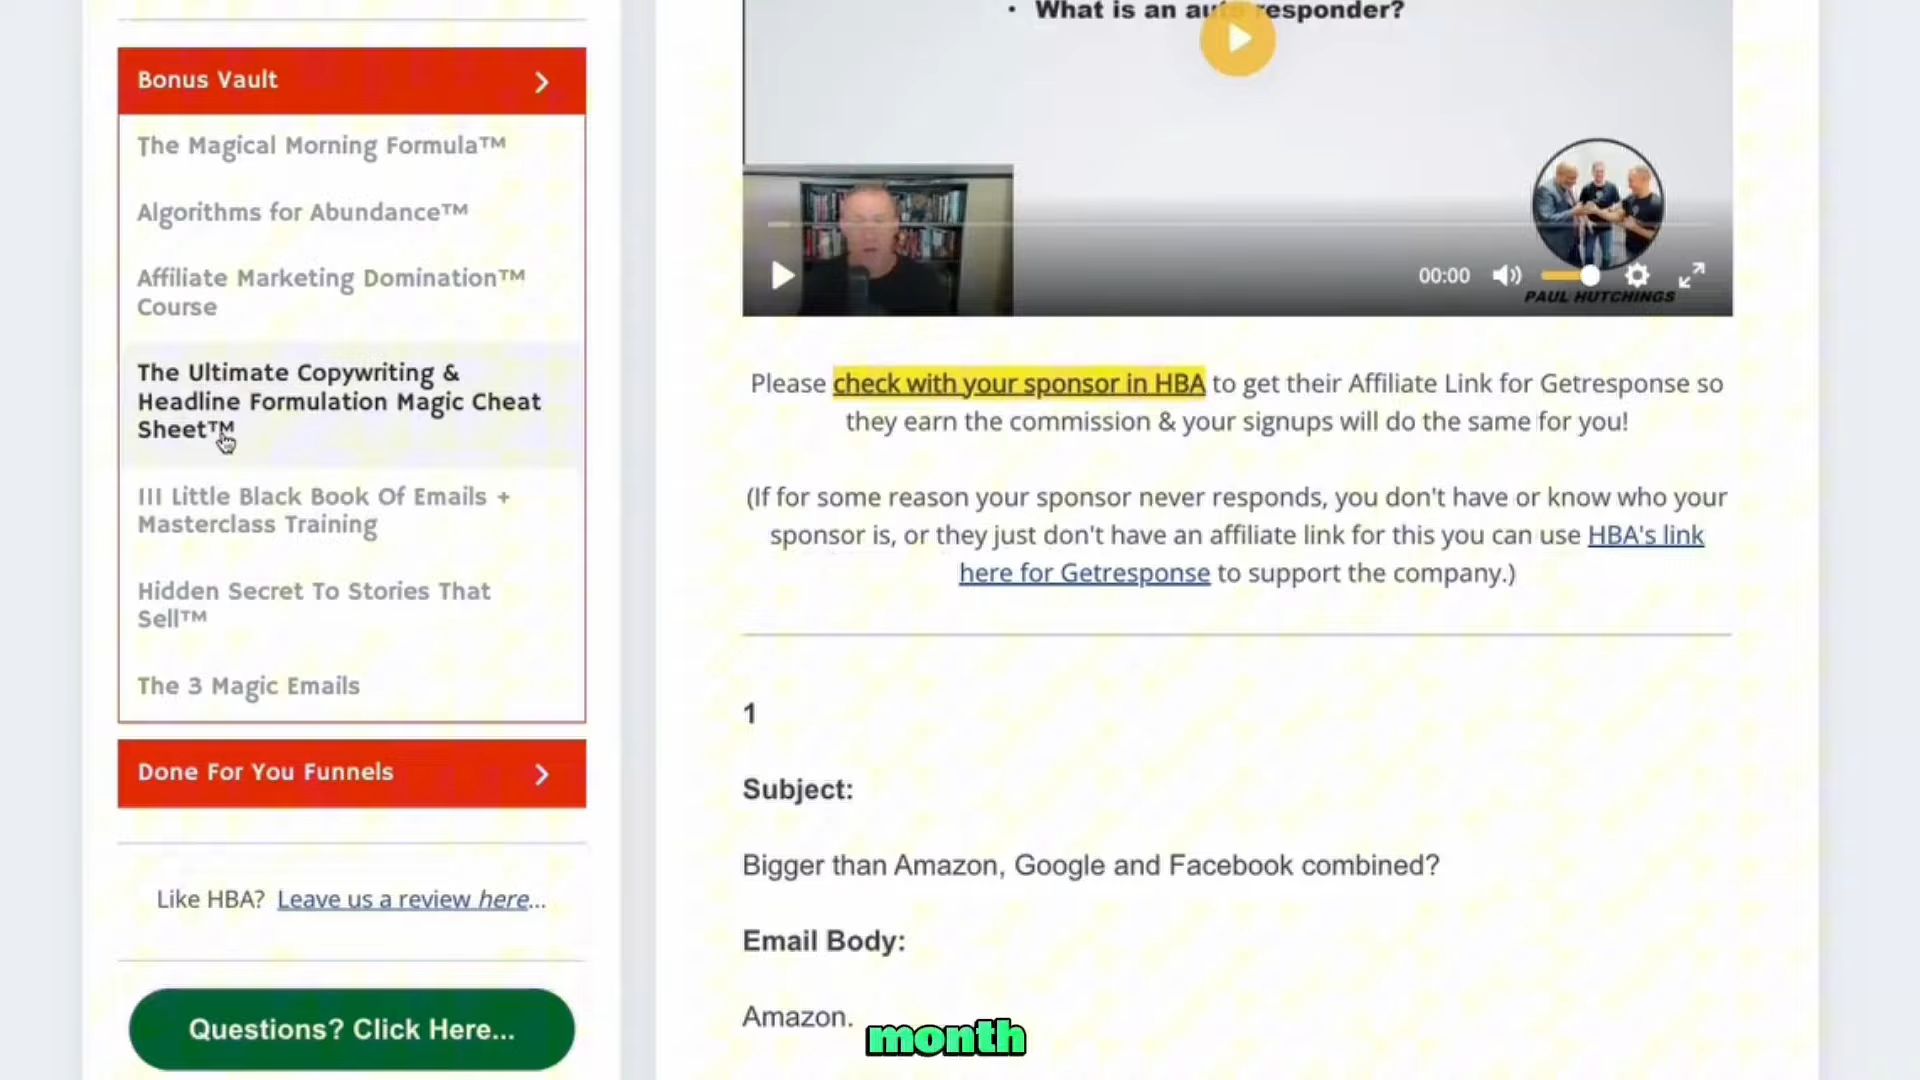 Bonus Vault
The Magical Morning Formula™
Algorithms for Abundance™
Affiliate Marketing Domination™
Course
The Ultimate Copywriting &
Headline Formulation Magic Cheat
Sheet™
111 Little Black Book Of Emails +
Masterclass Training
Hidden Secret To Stories That
Sell™
The 3 Magic Emails
Done For You Funnels
Like HBA? Leave us a review here...
Questions? Click Here...
• What is an auto responder?
00:00
PAUL HUTCHINGS
Please check with your sponsor in HBA to get their Affiliate Link for Getresponse so
they earn the commission & your signups will do the same for you!
(If for some reason your sponsor never responds, you don't have or know who your
sponsor is, or they just don't have an affiliate link for this you can use HBA's link
here for Getresponse to support the company.)
1
Subject:
Bigger than Amazon, Google and Facebook combined?
Email Body:
Amazon.
month